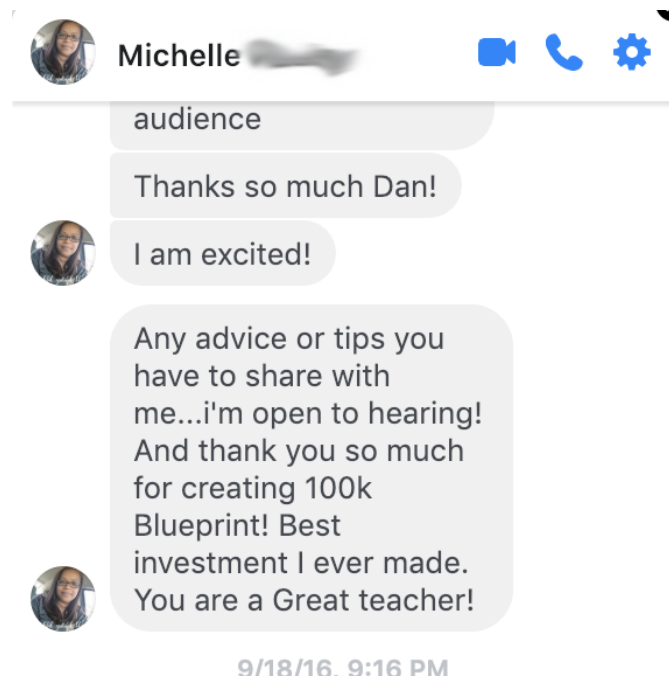 Michelle
audience
Thanks so much Dan!
I am excited!
Any advice or tips you
have to share with
me...i'm open to hearing!
And thank you so much
for creating 100k
Blueprint! Best
investment I ever made.
You are a Great teacher!
9/18/16, 9:16 PM